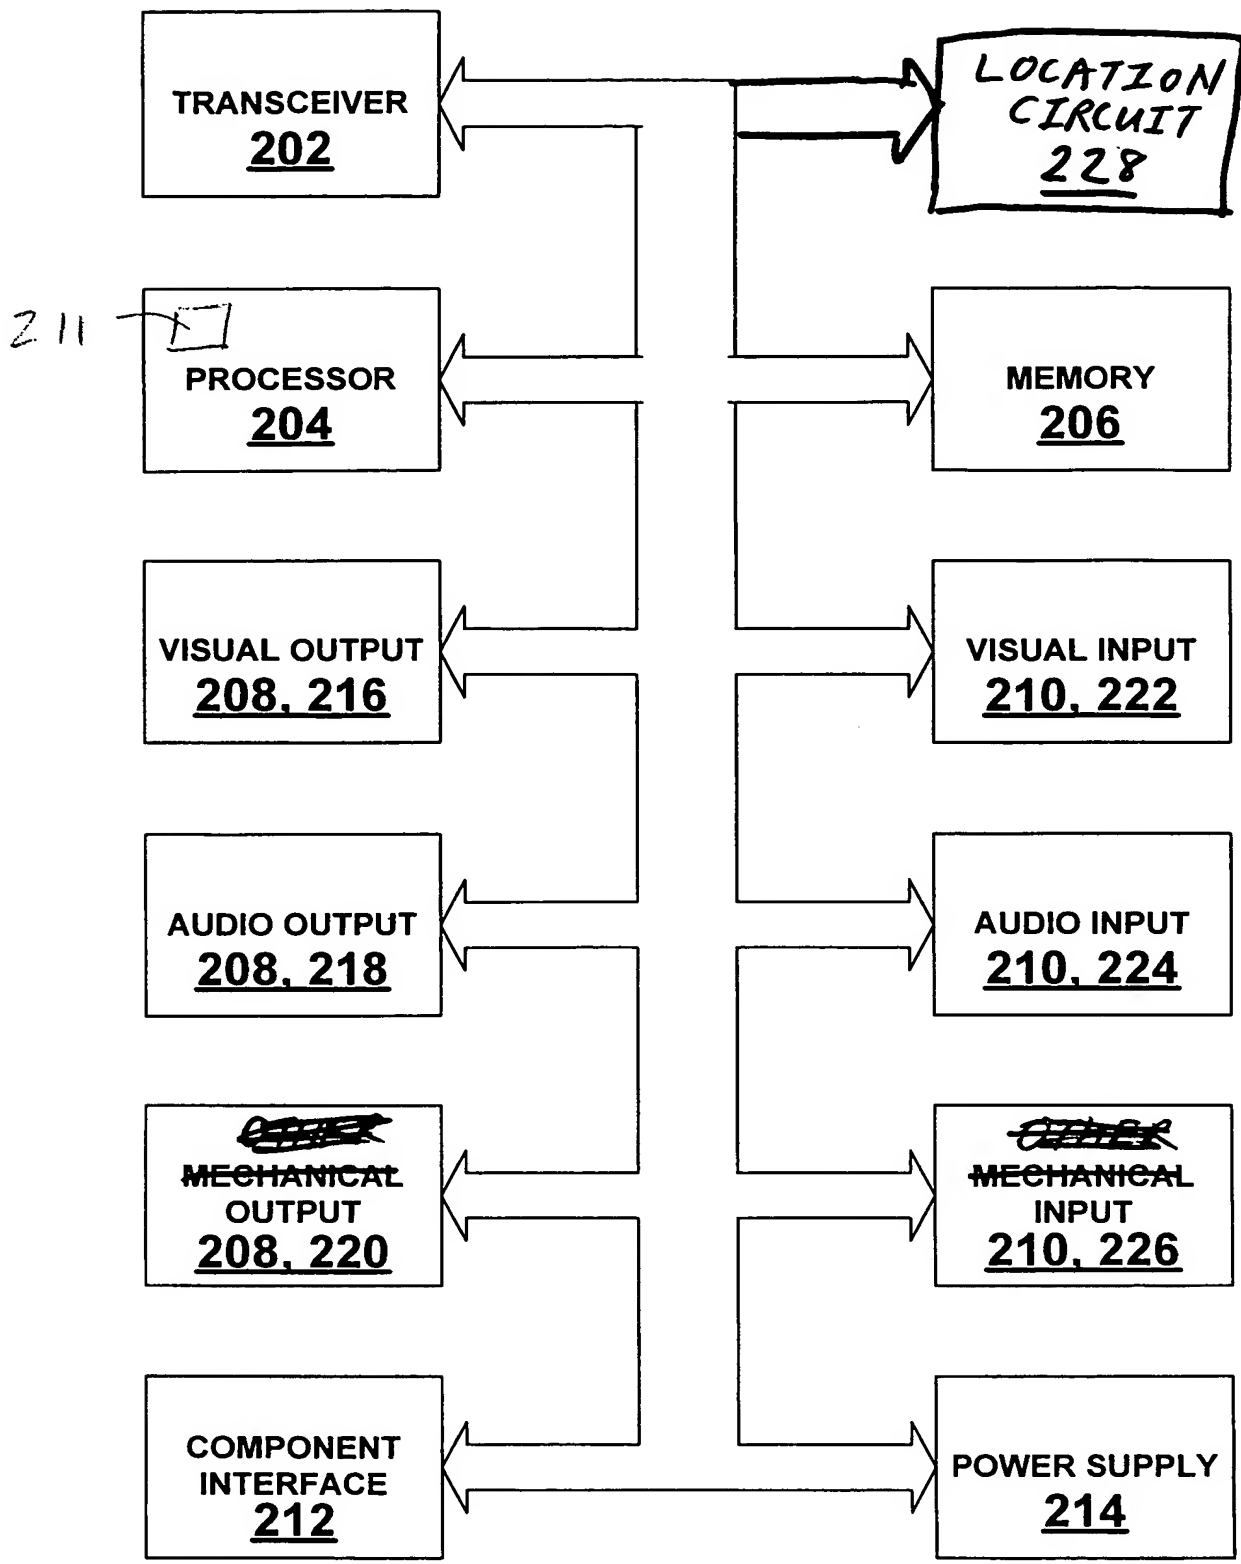 TRANSCEIVER
202
LOCATION
CIRCUIT
228
211
PROCESSOR
204
MEMORY
206
VISUAL OUTPUT
208, 216
VISUAL INPUT
210, 222
AUDIO OUTPUT
208, 218
AUDIO INPUT
210, 224
MECHANICAL
OUTPUT
208, 220
OTHER
MECHANICAL
INPUT
210, 226
COMPONENT
INTERFACE
212
POWER SUPPLY
214